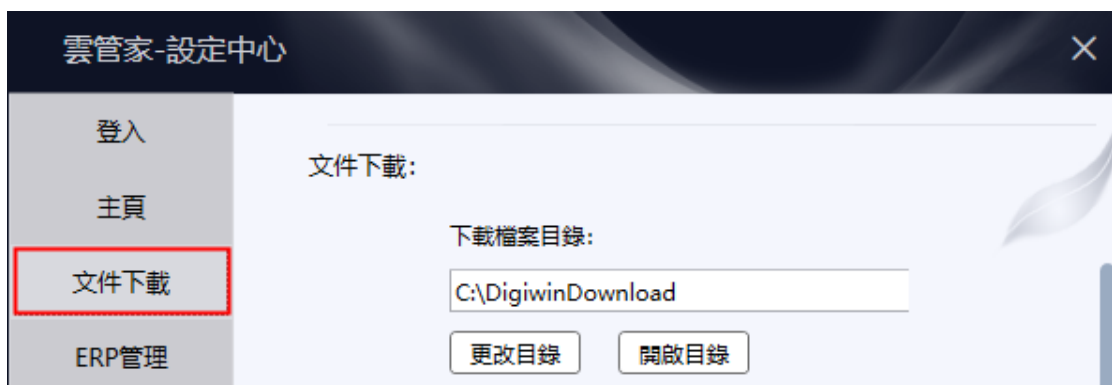 雲管家-設定中心
登入
主頁
文件下載
ERP管理
文件下載:
下載檔案目錄:
C:\DigiwinDownload
更改目錄 開啟目錄